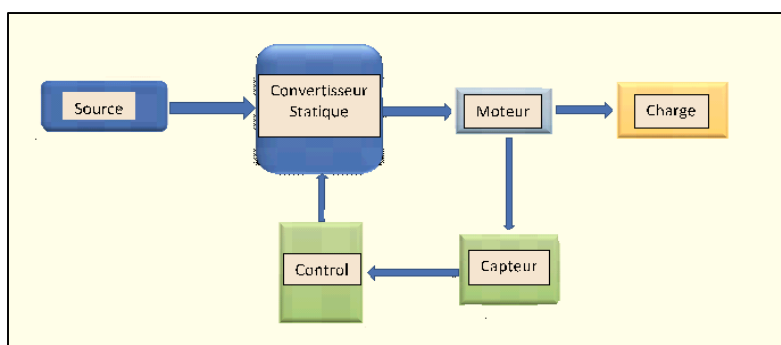 Source
Convertisseur
Statique
Moteur
Charge
Control
Capteur